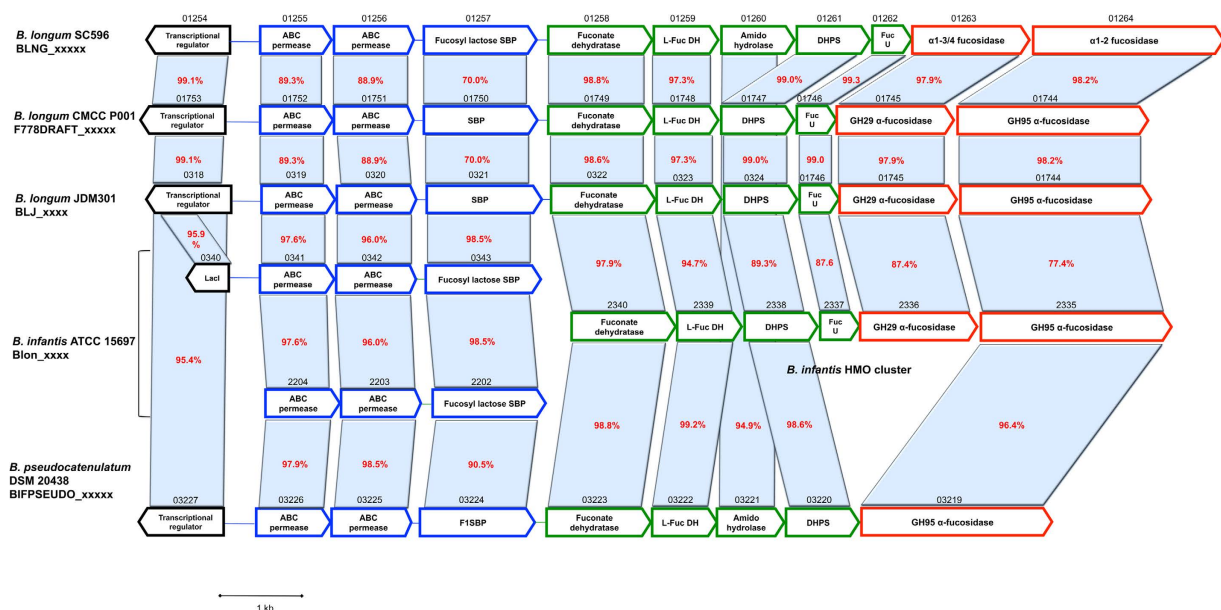 01254 01255 01256 01257 01258 01259 01260 01261 01262 01263 01264
B. longum SC596
BLNG_xxxxx
Transcriptional
regulator
ABC
permease
ABC
permease
Fucosyl lactose SBP
Fuconate
dehydratase
L-Fuc DH
Amido
hydrolase
DHPS
Fuc
U
α1-3/4 fucosidase
α1-2 fucosidase
99.1% 89.3% 88.9% 70.0% 98.8% 97.3% 99.0% 99.3 97.9% 98.2%
01753 01752 01751 01750 01749 01748 01747 01746 01745 01744
B. longum CMCC P001
F778DRAFT_xxxxx
Transcriptional
regulator
ABC
permease
ABC
permease
SBP
Fuconate
dehydratase
L-Fuc DH
DHPS
Fuc
U
GH29 α-fucosidase
GH95 α-fucosidase
99.1% 89.3% 88.9% 70.0% 98.6% 97.3% 99.0% 99.0 97.9% 98.2%
0318 0319 0320 0321 0322 0323 0324 01746 01745 01744
B. longum JDM301
BLJ_xxxx
Transcriptional
regulator
ABC
permease
ABC
permease
SBP
Fuconate
dehydratase
L-Fuc DH
DHPS
Fuc
U
GH29 α-fucosidase
GH95 α-fucosidase
95.9
%
97.6% 96.0% 98.5% 97.9% 94.7% 89.3% 87.6 87.4% 77.4%
0340 0341 0342 0343
LacI
ABC
permease
ABC
permease
Fucosyl lactose SBP
2340 2339 2338 2337 2336 2335
Fuconate
dehydratase
L-Fuc DH
DHPS
Fuc
U
GH29 α-fucosidase
GH95 α-fucosidase
B. infantis ATCC 15697
Blon_xxxx
95.4%
97.6% 96.0% 98.5%
B. infantis HMO cluster
2204 2203 2202
ABC
permease
ABC
permease
Fucosyl lactose SBP
98.8% 99.2% 94.9% 98.6% 96.4%
97.9% 98.5% 90.5%
B. pseudocatenulatum
DSM 20438
BIFPSEUDO_xxxxx
03227 03226 03225 03224 03223 03222 03221 03220 03219
Transcriptional
regulator
ABC
permease
ABC
permease
F1SBP
Fuconate
dehydratase
L-Fuc DH
Amido
hydrolase
DHPS
GH95 α-fucosidase
1 kb